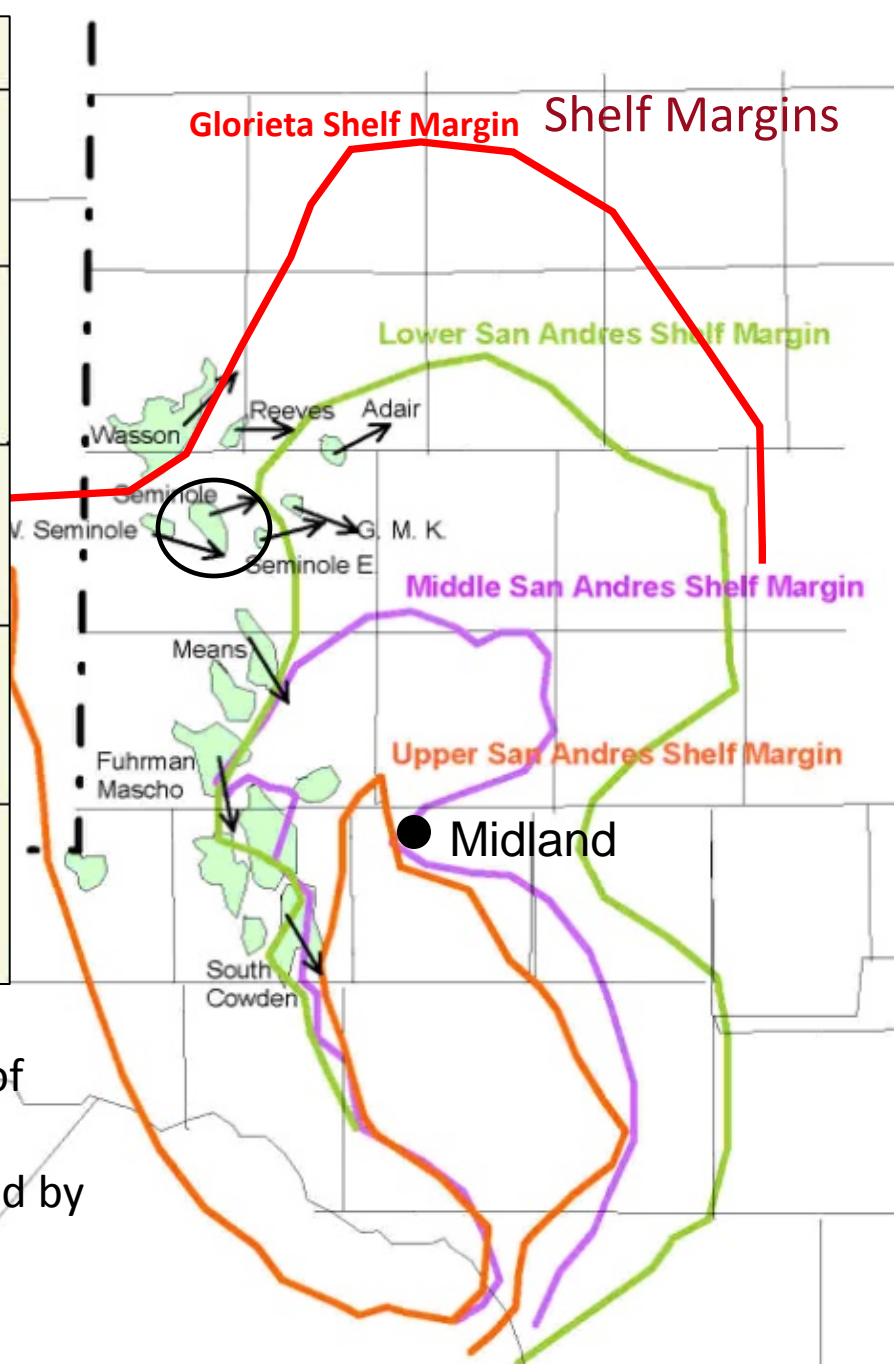 Glorieta Shelf Margin
Shelf Margins
Lower San Andres Shelf Margin
Reeves
Adair
Wasson
Seminole
. Seminole
G. M. K.
Seminole E.
Middle San Andres Shelf Margin
Means
Upper San Andres Shelf Margin
Fuhrman
Mascho
Midland
South
Cowden
of
d by